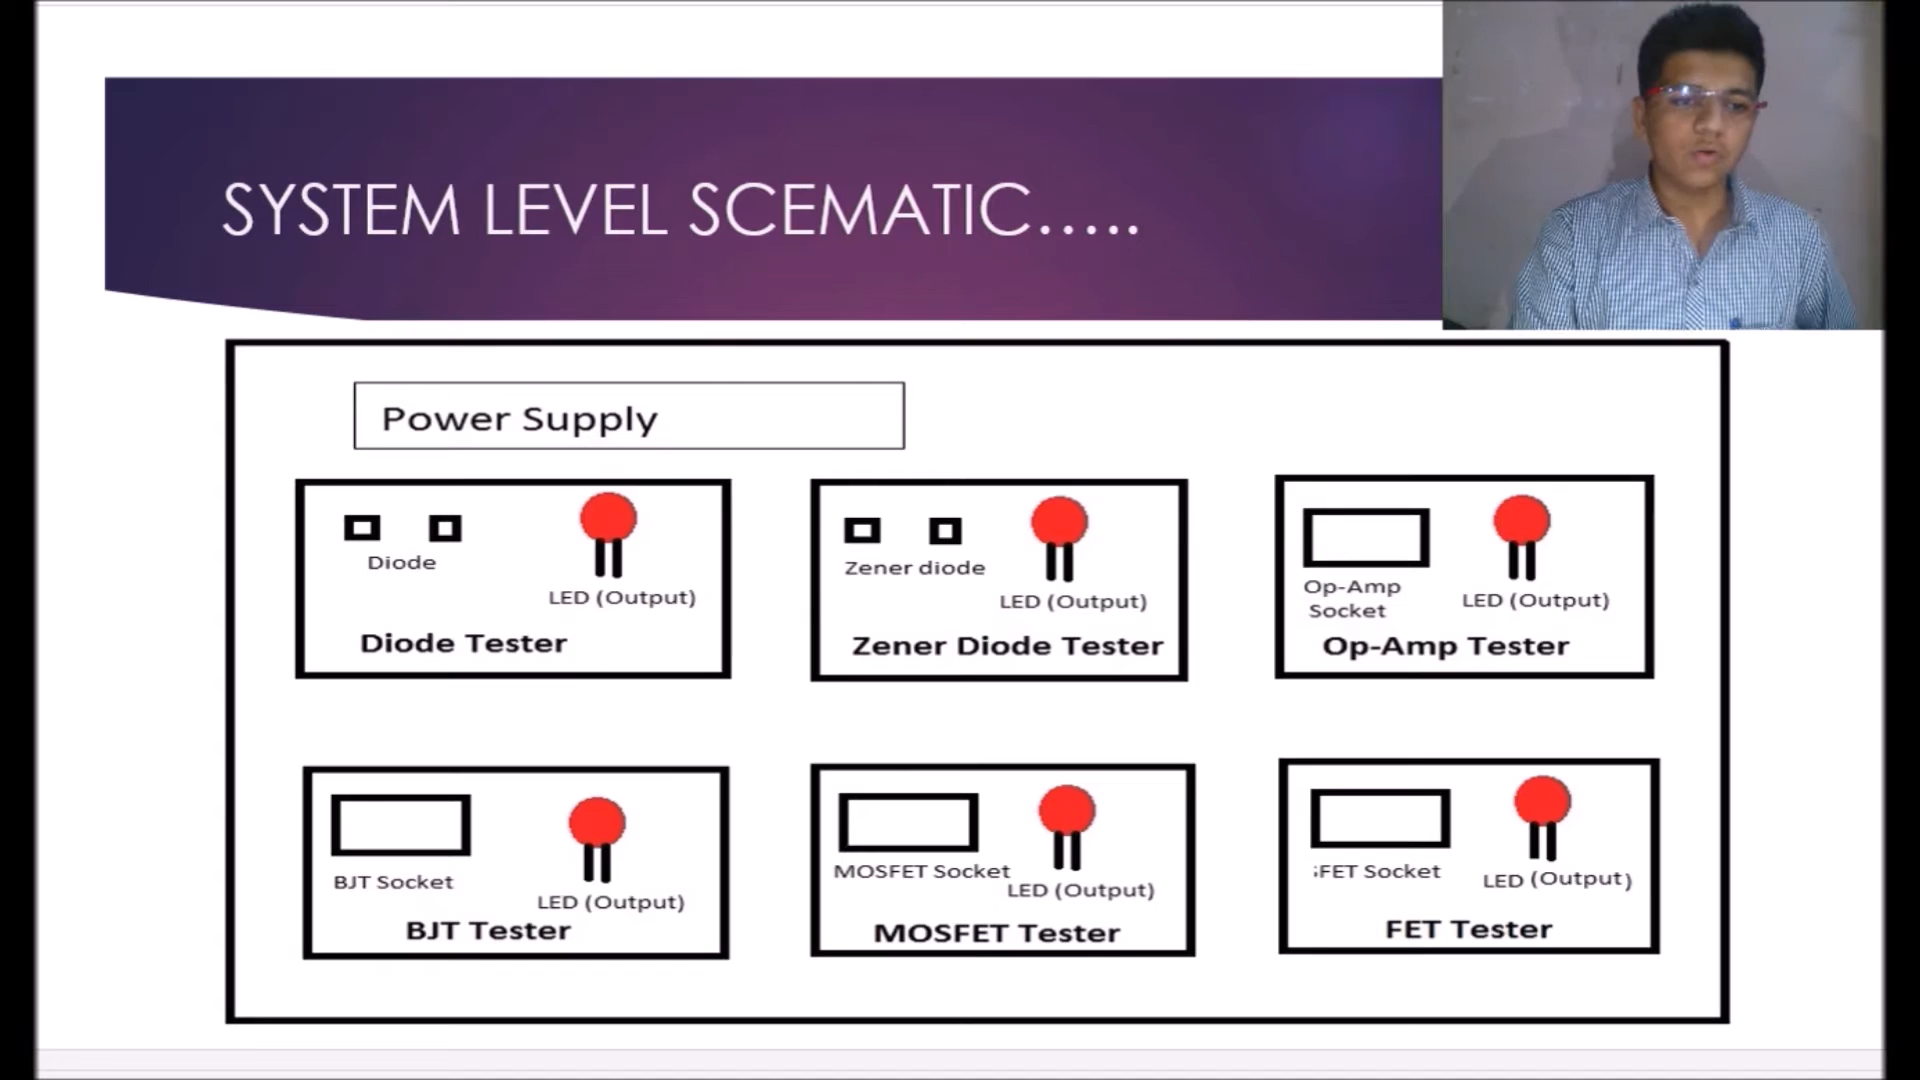 SYSTEM LEVEL SCEMATIC.....
Power Supply
Diode
LED (Output)
Diode Tester
Zener diode
LED (Output)
Zener Diode Tester
Op-Amp
Socket
LED (Output)
Op-Amp Tester
BJT Socket
LED (Output)
BJT Tester
MOSFET Socket
LED (Output)
MOSFET Tester
FET Socket
LED (Output)
FET Tester